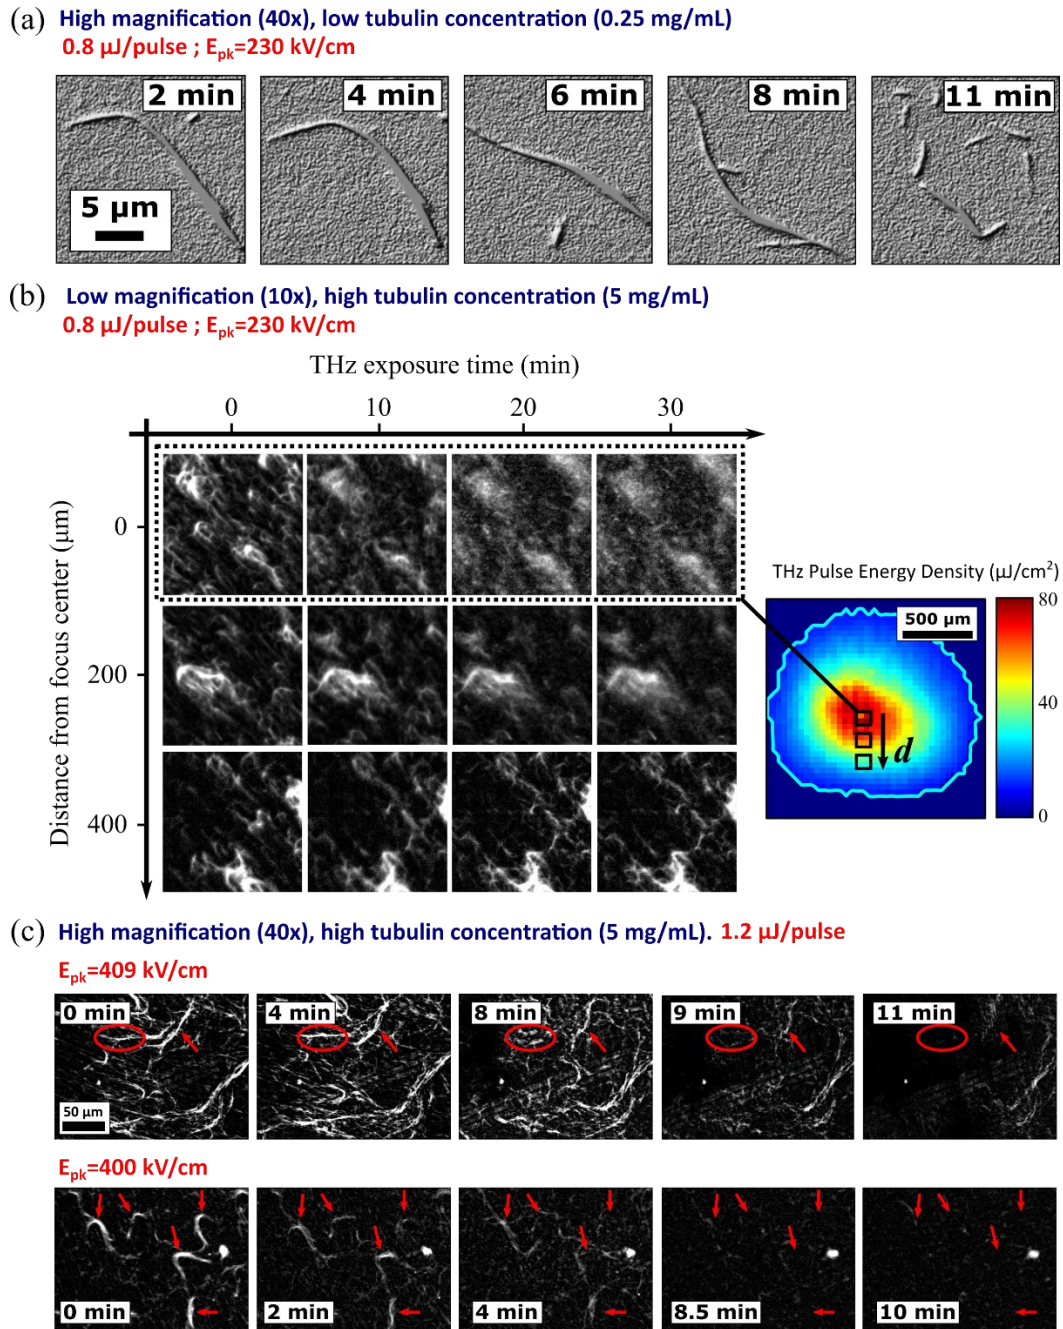 (a) High magnification (40x), low tubulin concentration (0.25 mg/mL)
0.8 µJ/pulse ; Epk=230 kV/cm
2 min
4 min
6 min
8 min
11 min
5 µm
(b) Low magnification (10x), high tubulin concentration (5 mg/mL)
0.8 µJ/pulse ; Epk=230 kV/cm
THz exposure time (min)
0
10
20
30
Distance from focus center (µm)
0
200
400
THz Pulse Energy Density (µJ/cm²)
500 µm
d
80
40
0
(c) High magnification (40x), high tubulin concentration (5 mg/mL). 1.2 µJ/pulse
Epk=409 kV/cm
0 min
4 min
8 min
9 min
11 min
50 µm
Epk=400 kV/cm
0 min
2 min
4 min
8.5 min
10 min